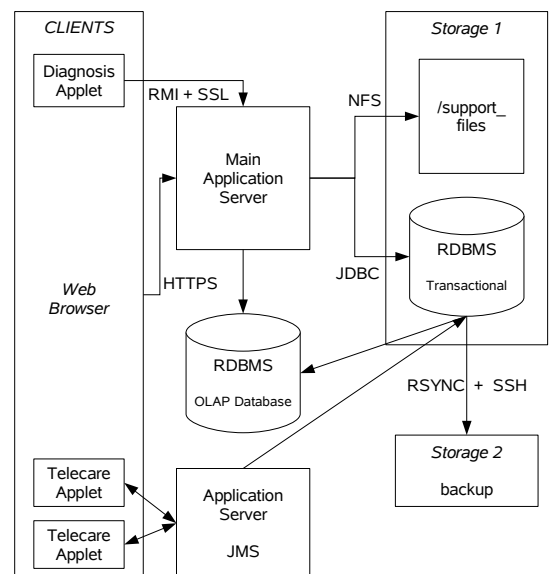 CLIENTS
Diagnosis
Applet
RMI + SSL
Main
Application
Server
Storage 1
NFS
/support_
files
RDBMS
Transactional
JDBC
Web
Browser
HTTPS
RDBMS
OLAP Database
RSYNC + SSH
Storage 2
backup
Telecare
Applet
Telecare
Applet
Application
Server
JMS